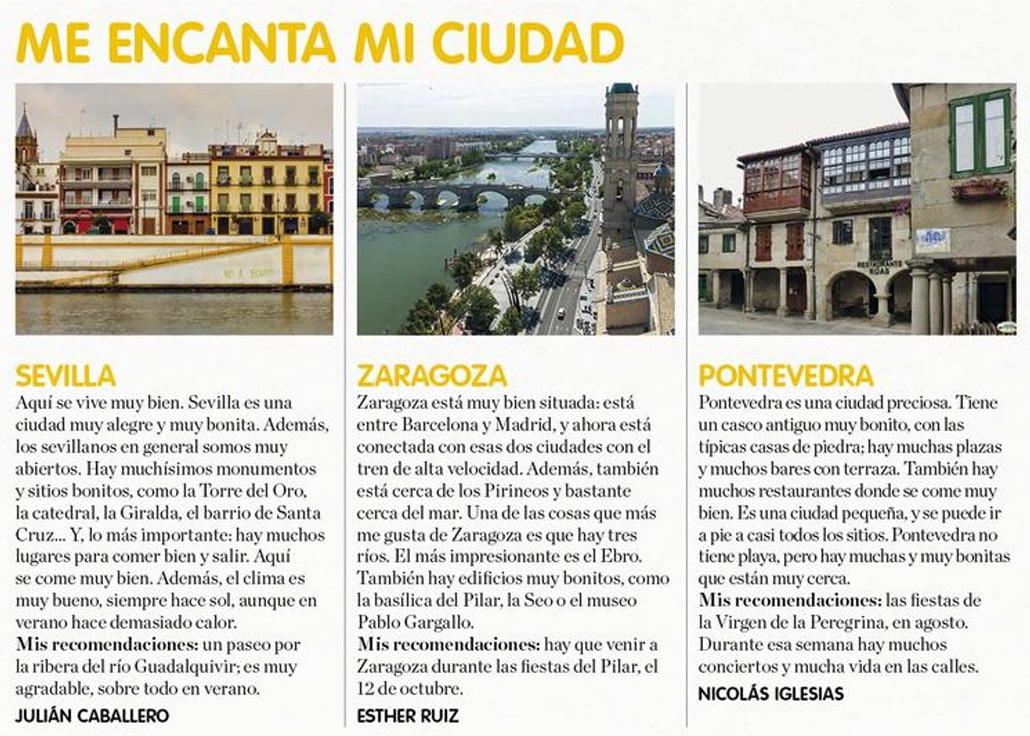 ME ENCANTA MI CIUDAD
RESTAURANTE
RÚAS
SEVILLA
Aquí se vive muy bien. Sevilla es una
ciudad muy alegre y muy bonita. Además,
los sevillanos en general somos muy
abiertos. Hay muchísimos monumentos
y sitios bonitos, como la Torre del Oro,
la catedral, la Giralda, el barrio de Santa
Cruz... Y, lo más importante: hay muchos
lugares para comer bien y salir. Aquí
se come muy bien. Además, el clima es
muy bueno, siempre hace sol, aunque en
verano hace demasiado calor.
Mis recomendaciones: un paseo por
la ribera del río Guadalquivir; es muy
agradable, sobre todo en verano.
JULIÁN CABALLERO
ZARAGOZA
Zaragoza está muy bien situada: está
entre Barcelona y Madrid, y ahora está
conectada con esas dos ciudades con el
tren de alta velocidad. Además, también
está cerca de los Pirineos y bastante
cerca del mar. Una de las cosas que más
me gusta de Zaragoza es que hay tres
ríos. El más impresionante es el Ebro.
También hay edificios muy bonitos, como
la basílica del Pilar, la Seo o el museo
Pablo Gargallo.
Mis recomendaciones: hay que venir a
Zaragoza durante las fiestas del Pilar, el
12 de octubre.
ESTHER RUIZ
PONTEVEDRA
Pontevedra es una ciudad preciosa. Tiene
un casco antiguo muy bonito, con las
típicas casas de piedra; hay muchas plazas
y muchos bares con terraza. También hay
muchos restaurantes donde se come muy
bien. Es una ciudad pequeña, y se puede ir
a pie a casi todos los sitios. Pontevedra no
tiene playa, pero hay muchas y muy bonitas
que están muy cerca.
Mis recomendaciones: las fiestas de
la Virgen de la Peregrina, en agosto.
Durante esa semana hay muchos
conciertos y mucha vida en las calles.
NICOLÁS IGLESIAS